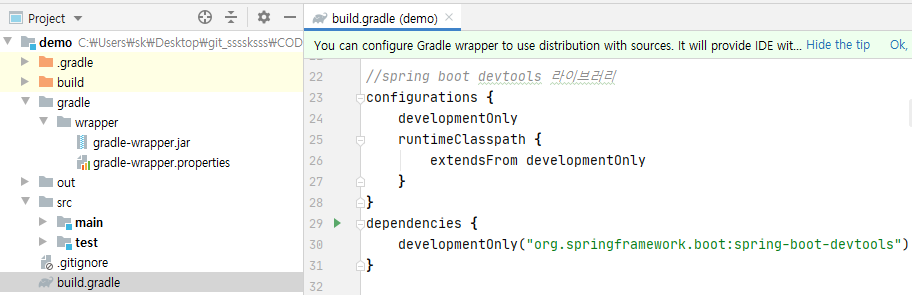 Project
build.gradle (demo)
demo C:₩Users₩sk₩Desktop₩git_ssssksss₩COD
You can configure Gradle wrapper to use distribution with sources. It will provide IDE wit... Hide the tip Ok,
.gradle
build
gradle
wrapper
gradle-wrapper.jar
gradle-wrapper.properties
out
src
main
test
.gitignore
build.gradle
22 //spring boot devtools 라이브러리
23 configurations {
24 developmentOnly
25 runtimeClasspath {
26 extendsFrom developmentOnly
27 }
28 }
29 dependencies {
30 developmentOnly("org.springframework.boot:spring-boot-devtools")
31 }
32